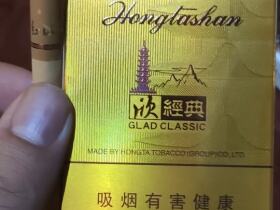 Hongtashan
欣 經典
GLAD CLASSIC
MADE BY HONGTA TOBACCO (GROUP) CO., LTD
吸烟有害健康